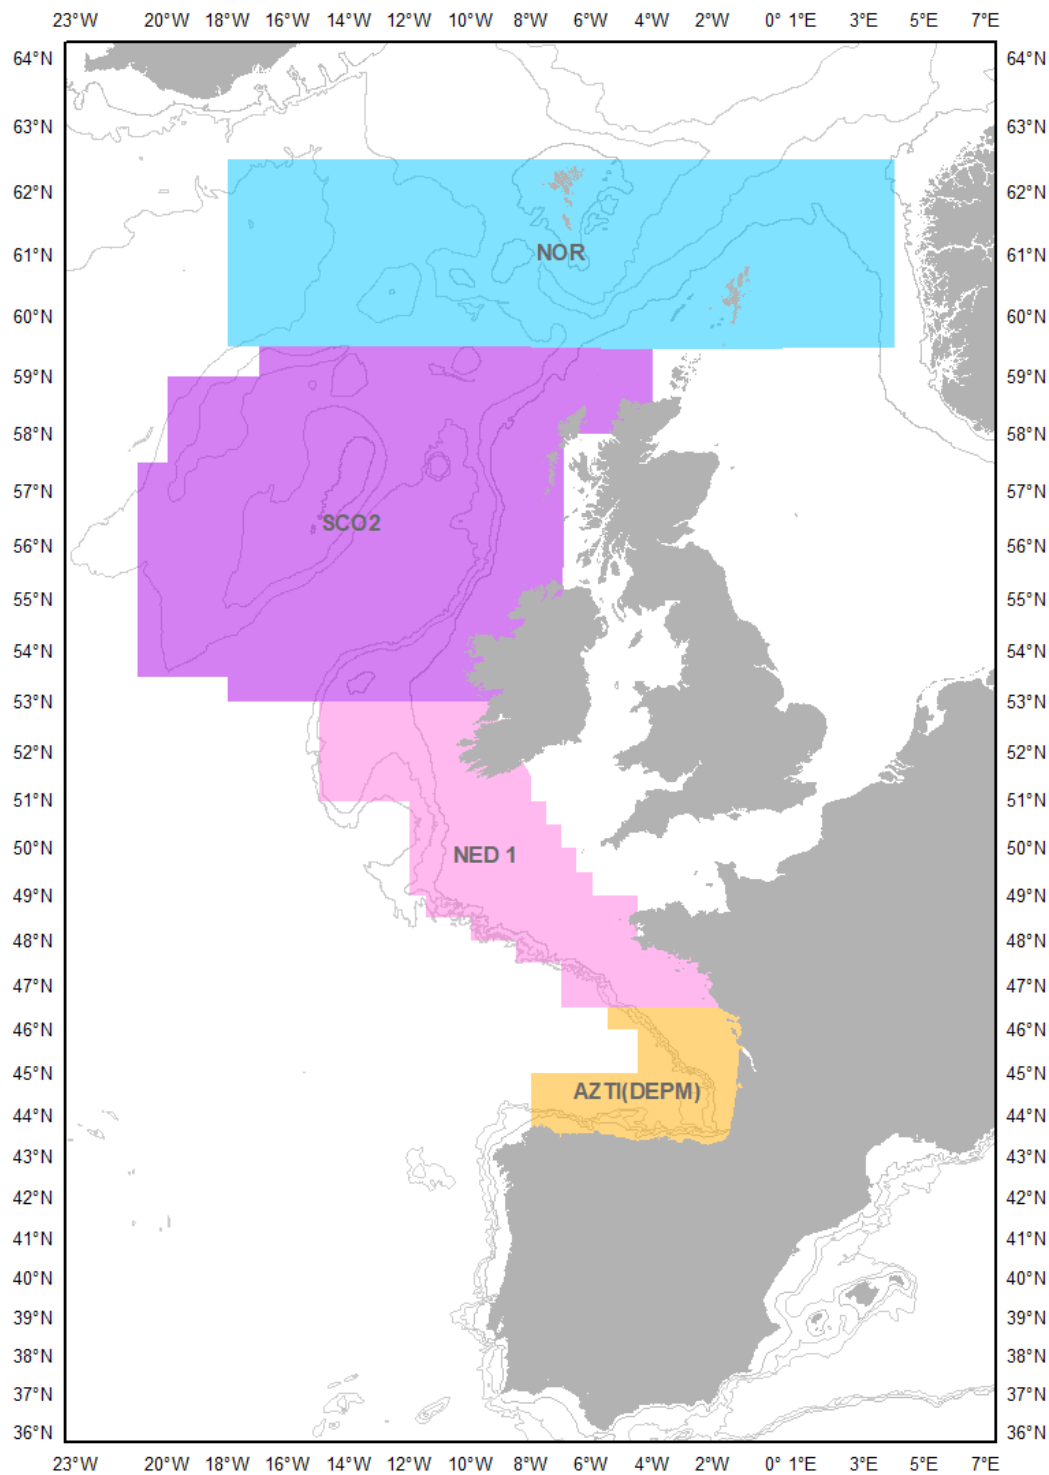 23°W 20°W 18°W 16°W 14°W 12°W 10°W 8°W 6°W 4°W 2°W 0° 1°E 3°E 5°E 7°E
64°N 64°N
63°N 63°N
62°N 62°N
NOR
61°N 61°N
60°N 60°N
59°N 59°N
58°N 58°N
57°N 57°N
SCO2
56°N 56°N
55°N 55°N
54°N 54°N
53°N 53°N
52°N 52°N
51°N 51°N
50°N NED 1 50°N
49°N 49°N
48°N 48°N
47°N 47°N
46°N 46°N
45°N 45°N
AZTI(DEPM)
44°N 44°N
43°N 43°N
42°N 42°N
41°N 41°N
40°N 40°N
39°N 39°N
38°N 38°N
37°N 37°N
36°N 36°N
23°W 20°W 18°W 16°W 14°W 12°W 10°W 8°W 6°W 4°W 2°W 0° 1°E 3°E 5°E 7°E